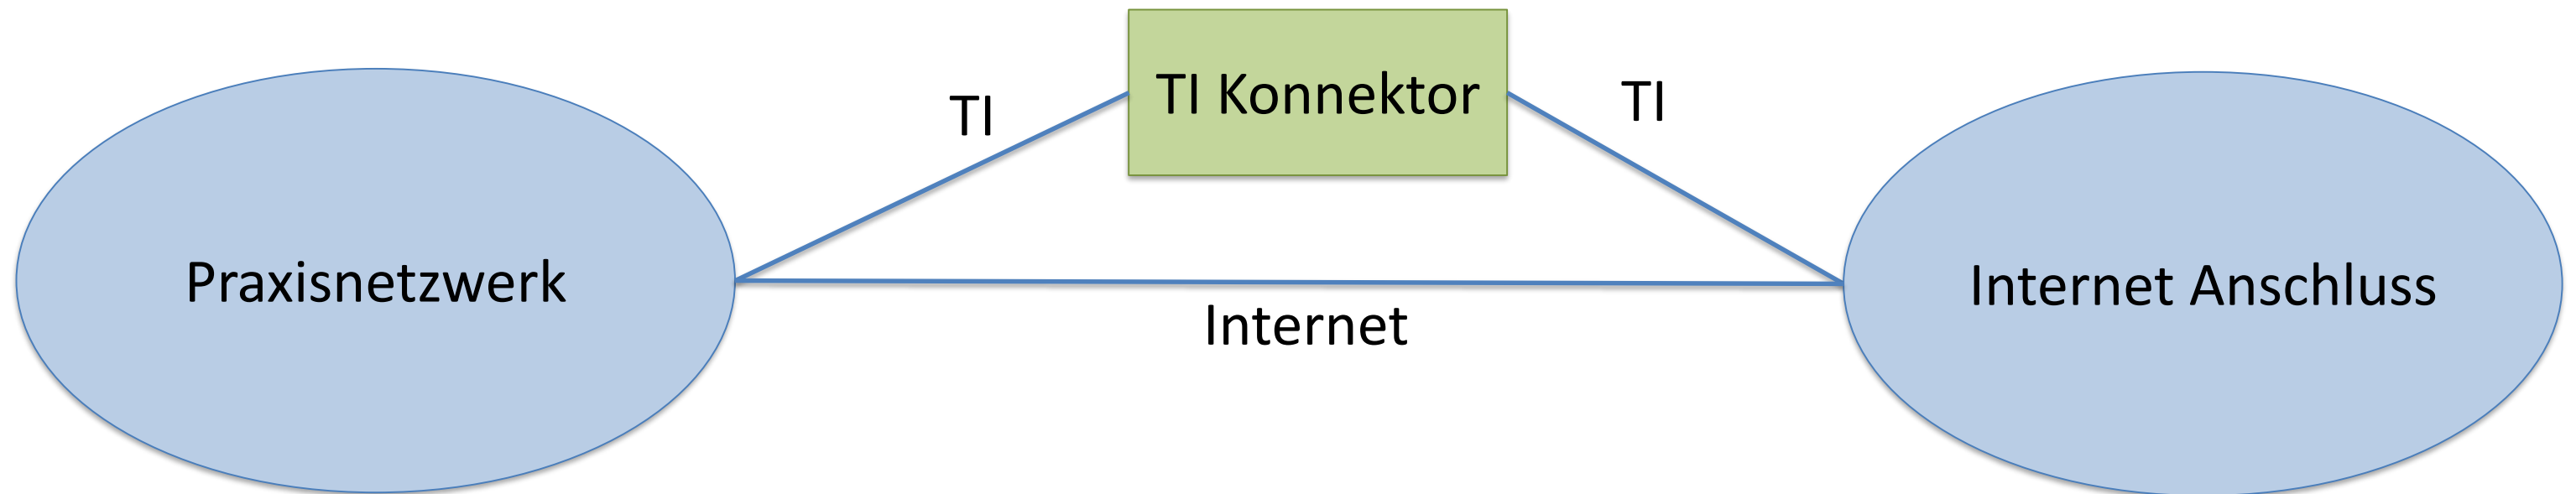 TI Konnektor
TI
TI
Praxisnetzwerk
Internet Anschluss
Internet